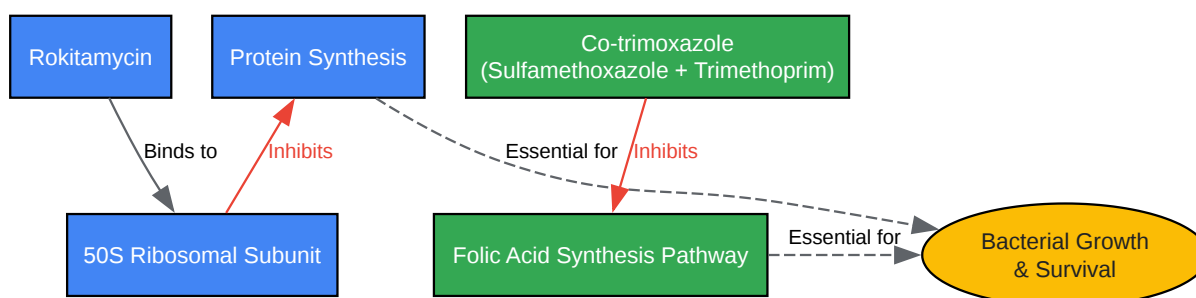 Rokitamycin
Protein Synthesis
Co-trimoxazole
(Sulfamethoxazole + Trimethoprim)
Binds to
Inhibits
Essential for
Inhibits
50S Ribosomal Subunit
Folic Acid Synthesis Pathway
Essential for
Bacterial Growth
& Survival